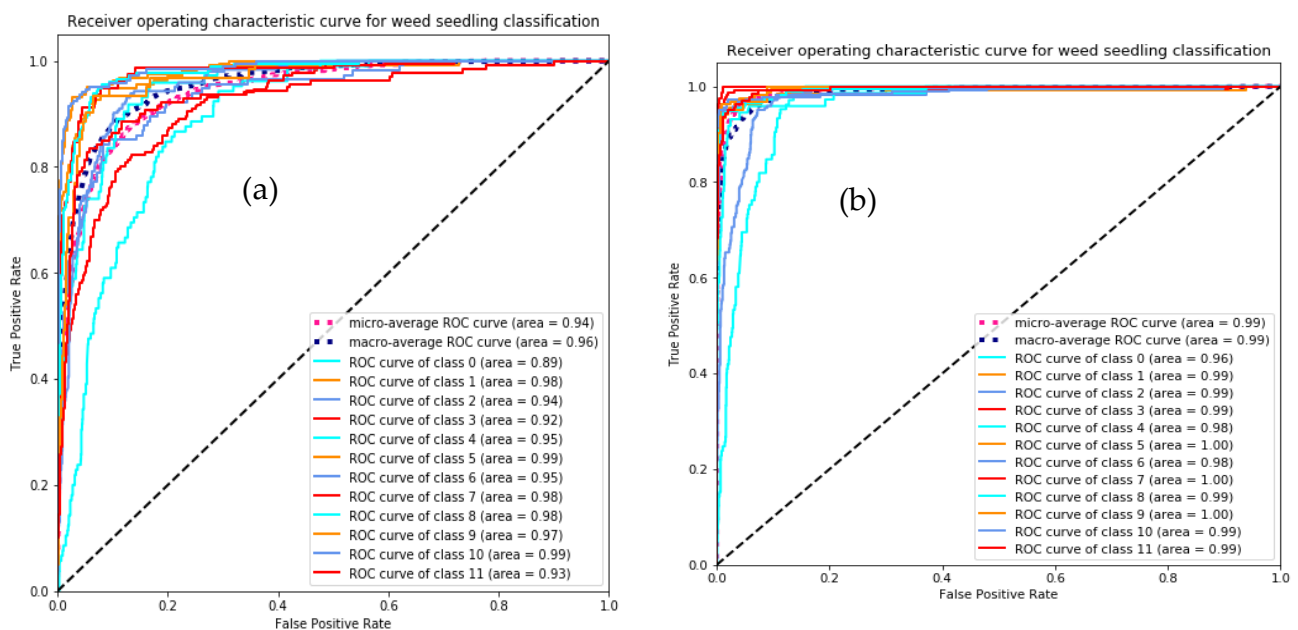 Receiver operating characteristic curve for weed seedling classification
1.0
0.8
0.6
0.4
0.2
0.0
True Positive Rate
(a)
micro-average ROC curve (area = 0.94)
macro-average ROC curve (area = 0.96)
ROC curve of class 0 (area = 0.89)
ROC curve of class 1 (area = 0.98)
ROC curve of class 2 (area = 0.94)
ROC curve of class 3 (area = 0.92)
ROC curve of class 4 (area = 0.95)
ROC curve of class 5 (area = 0.99)
ROC curve of class 6 (area = 0.95)
ROC curve of class 7 (area = 0.98)
ROC curve of class 8 (area = 0.98)
ROC curve of class 9 (area = 0.97)
ROC curve of class 10 (area = 0.99)
ROC curve of class 11 (area = 0.93)
0.0 0.2 0.4 0.6 0.8 1.0
False Positive Rate
Receiver operating characteristic curve for weed seedling classification
1.0
0.8
0.6
0.4
0.2
0.0
True Positive Rate
(b)
micro-average ROC curve (area = 0.99)
macro-average ROC curve (area = 0.99)
ROC curve of class 0 (area = 0.96)
ROC curve of class 1 (area = 0.99)
ROC curve of class 2 (area = 0.99)
ROC curve of class 3 (area = 0.99)
ROC curve of class 4 (area = 0.98)
ROC curve of class 5 (area = 1.00)
ROC curve of class 6 (area = 0.98)
ROC curve of class 7 (area = 1.00)
ROC curve of class 8 (area = 0.99)
ROC curve of class 9 (area = 1.00)
ROC curve of class 10 (area = 0.99)
ROC curve of class 11 (area = 0.99)
0.0 0.2 0.4 0.6 0.8 1.0
False Positive Rate